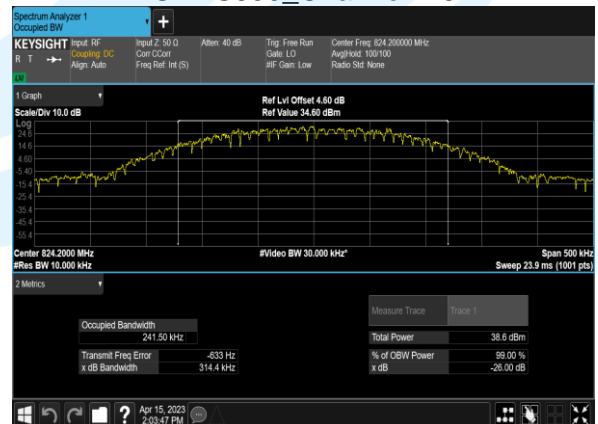 Spectrum Analyzer 1
Occupied BW
KEYSIGHT
R T
LV
Input: RF
Coupling: DC
Align: Auto
Input Z: 50 Ω
Corr CCorr
Freq Ref: Int (S)
Atten: 40 dB
Trig: Free Run
Gate: LO
#IF Gain: Low
Center Freq: 824.200000 MHz
Avg|Hold: 100/100
Radio Std: None
1 Graph
Scale/Div 10.0 dB
Ref Lvl Offset 4.60 dB
Ref Value 34.60 dBm
Log
24.6
14.6
4.60
-5.40
-15.4
-25.4
-35.4
-45.4
-55.4
Center 824.2000 MHz
#Res BW 10.000 kHz
#Video BW 30.000 kHz*
Span 500 kHz
Sweep 23.9 ms (1001 pts)
2 Metrics
Measure Trace Trace 1
Occupied Bandwidth
241.50 kHz
Total Power 38.6 dBm
Transmit Freq Error -633 Hz
% of OBW Power 99.00 %
x dB Bandwidth 314.4 kHz
x dB -26.00 dB
Apr 15, 2023
2:03:47 PM